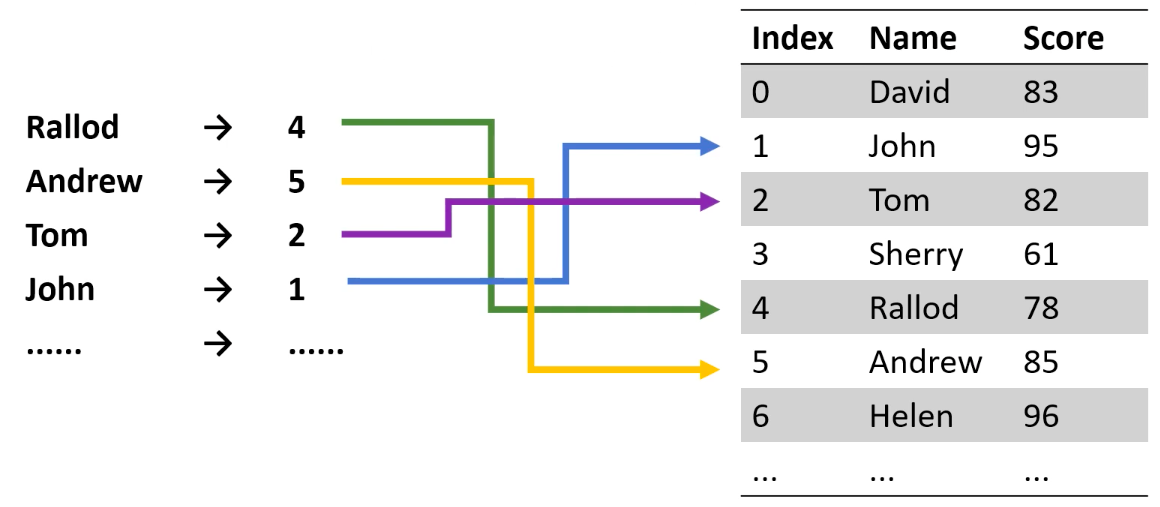 Rallod → 4
Andrew → 5
Tom → 2
John → 1
...... → ......
Index Name Score
0 David 83
1 John 95
2 Tom 82
3 Sherry 61
4 Rallod 78
5 Andrew 85
6 Helen 96
... ... ...